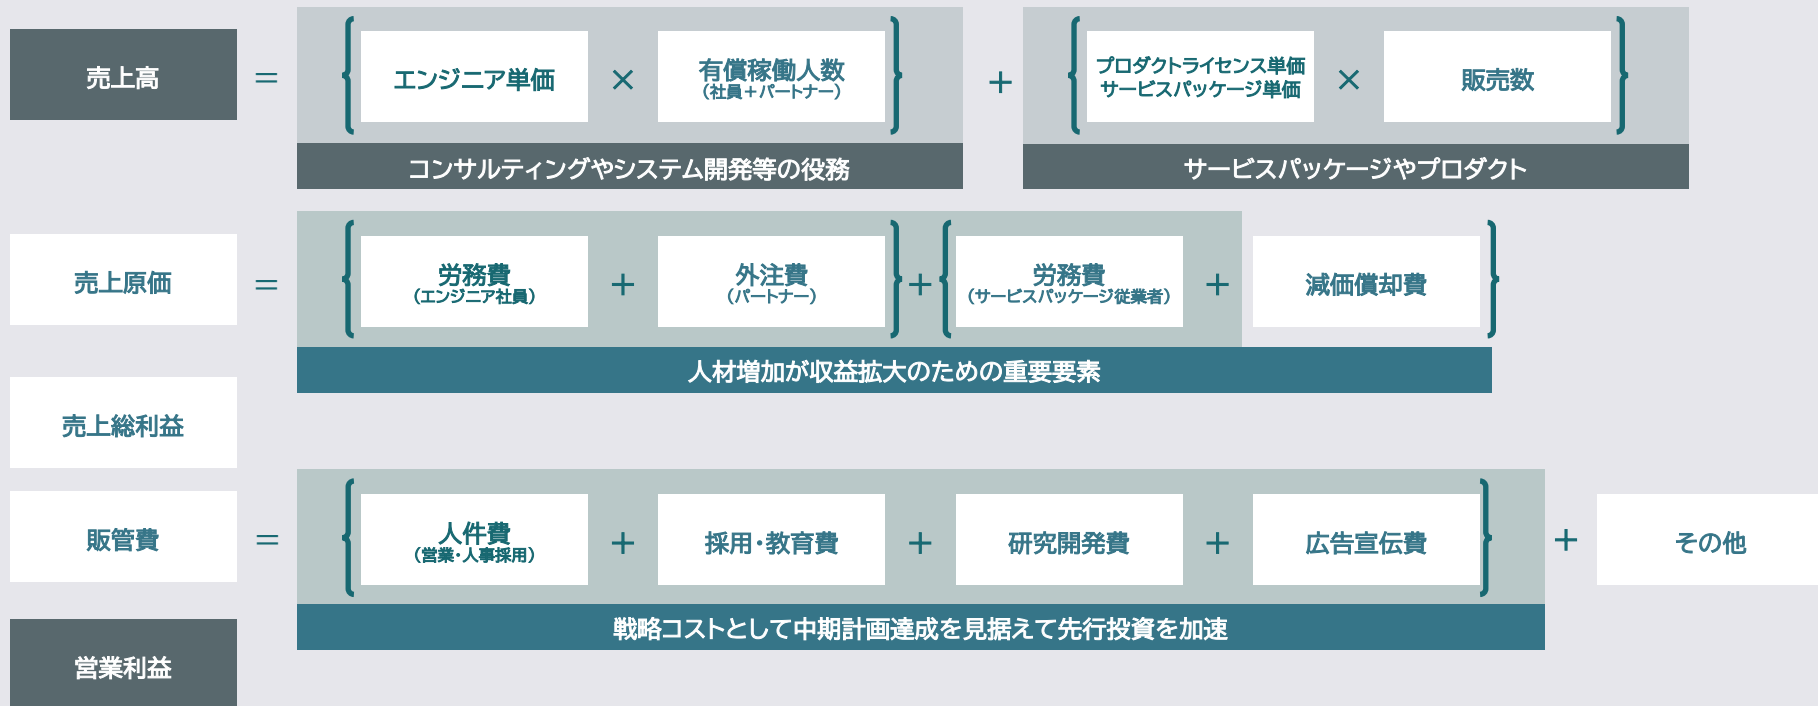 売上高
＝
エンジニア単価
×
有償稼働人数
（社員＋パートナー）
＋
プロダクトライセンス単価
サービスパッケージ単価
×
販売数
コンサルティングやシステム開発等の役務
サービスパッケージやプロダクト
売上原価
＝
労務費
（エンジニア社員）
＋
外注費
（パートナー）
＋
労務費
（サービスパッケージ従業者）
＋
減価償却費
人材増加が収益拡大のための重要要素
売上総利益
販管費
＝
人件費
（営業・人事採用）
＋
採用・教育費
＋
研究開発費
＋
広告宣伝費
＋
その他
戦略コストとして中期計画達成を見据えて先行投資を加速
営業利益